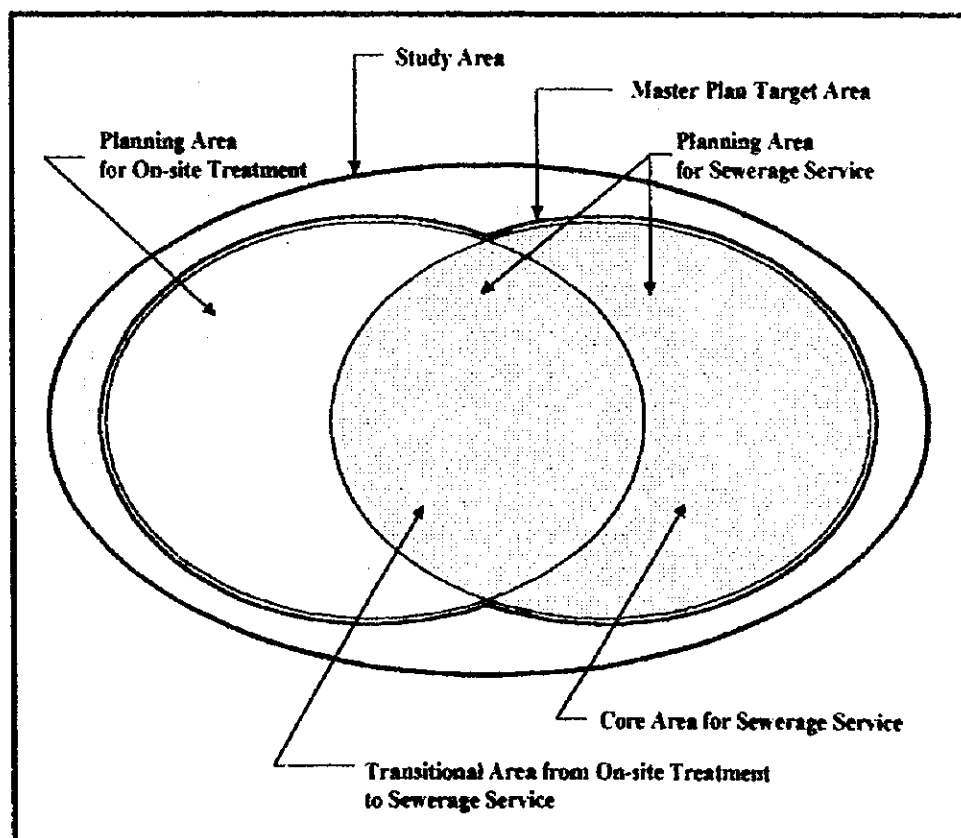 Study Area
Master Plan Target Area
Planning Area
for On-site Treatment
Planning Area
for Sewerage Service
Core Area for Sewerage Service
Transitional Area from On-site Treatment
to Sewerage Service